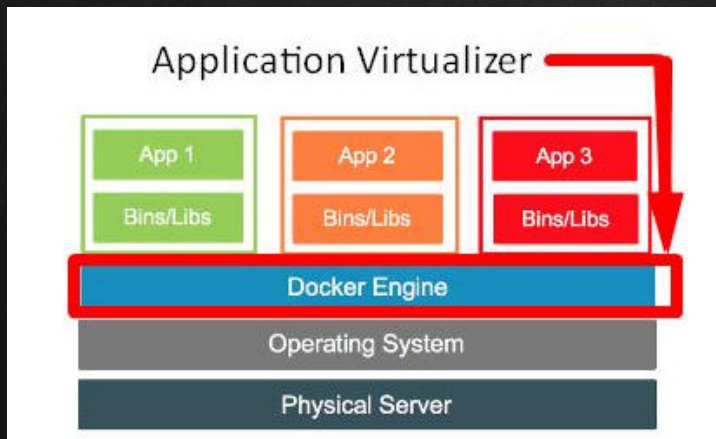 Application Virtualizer
App 1
App 2
App 3
Bins/Libs
Bins/Libs
Bins/Libs
Docker Engine
Operating System
Physical Server